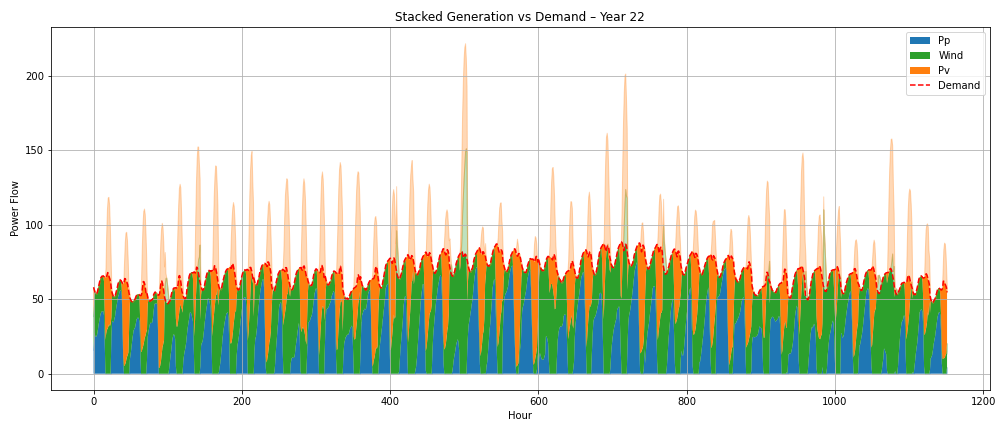 Stacked Generation vs Demand – Year 22
Pp
Wind
Pv
Demand
Power Flow
200
150
100
50
0
0
200
400
600
800
1000
1200
Hour